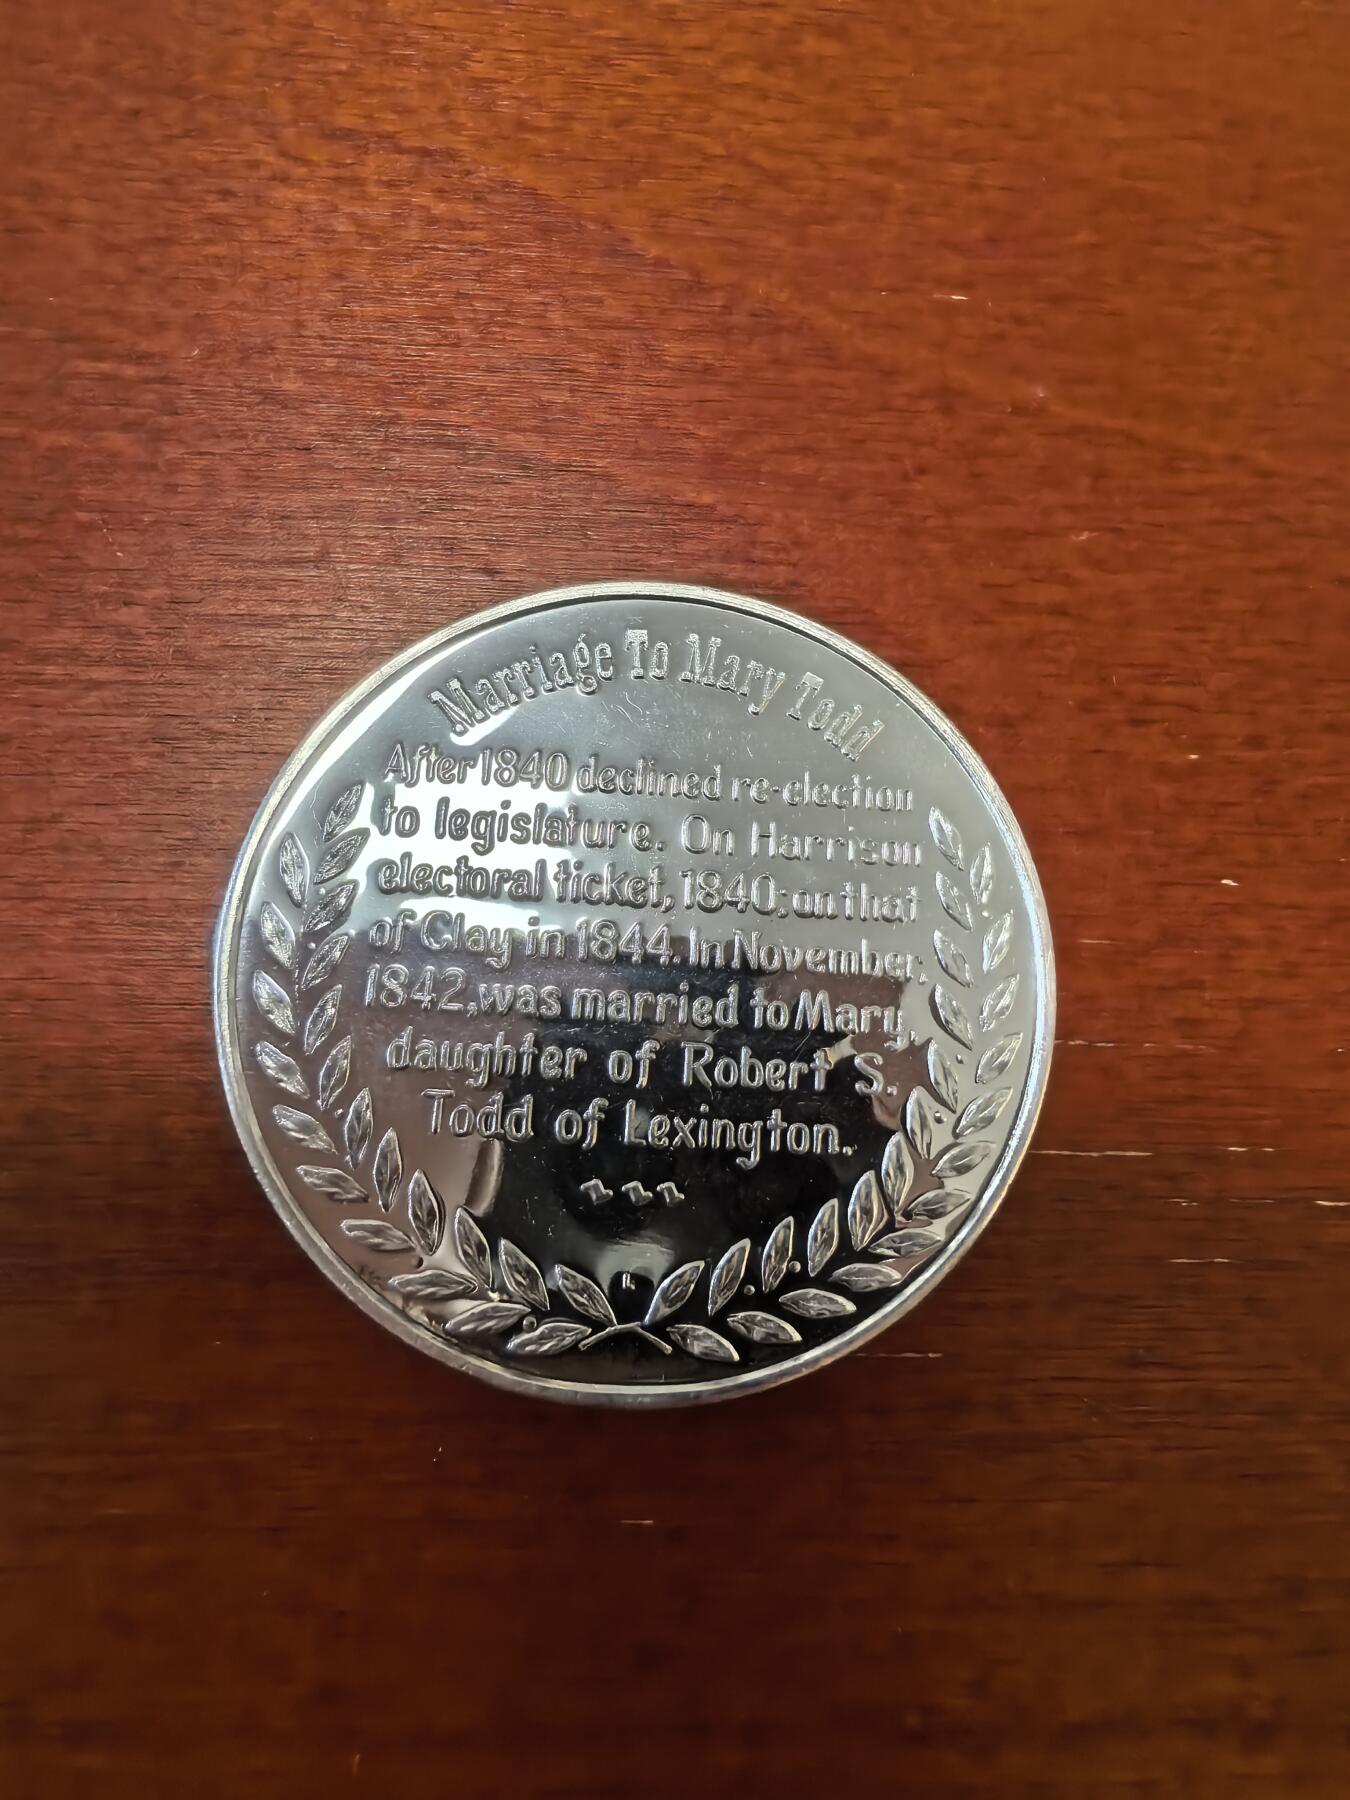 Marriage To Mary Todd
After 1840 declined re-election
to legislature. On Harrison
electoral ticket, 1840; on that
of Clay in 1844. In November,
1842, was married to Mary,
daughter of Robert S.
Todd of Lexington.